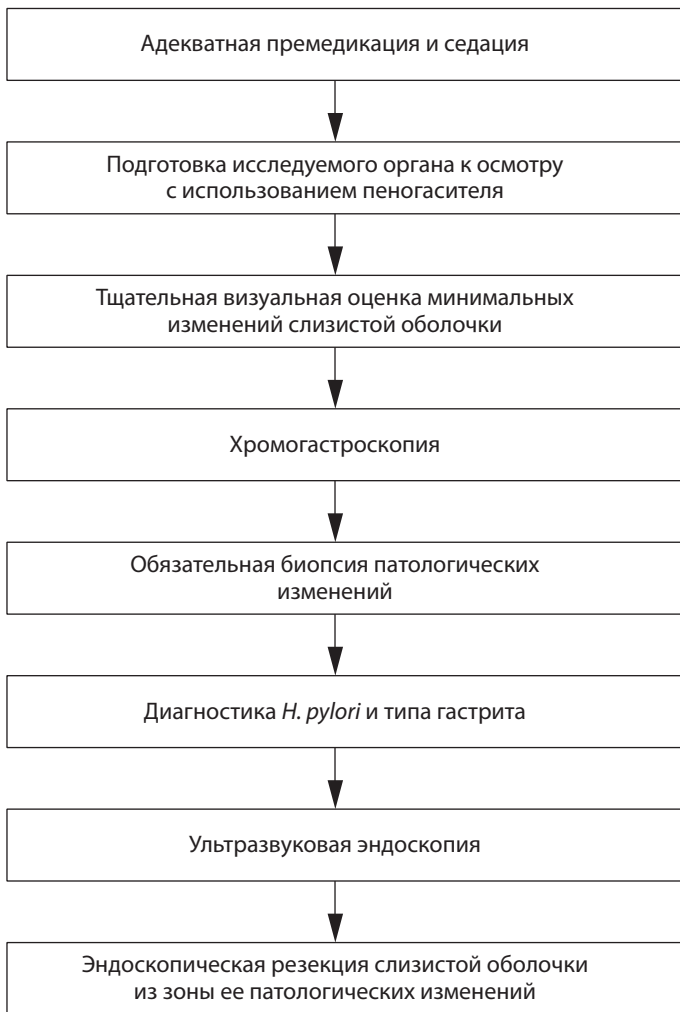 Адекватная премедикация и седация
Подготовка исследуемого органа к осмотру
с использованием пеногасителя
Тщательная визуальная оценка минимальных
изменений слизистой оболочки
Хромогастроскопия
Обязательная биопсия патологических
изменений
Диагностика H. pylori и типа гастрита
Ультразвуковая эндоскопия
Эндоскопическая резекция слизистой оболочки
из зоны ее патологических изменений